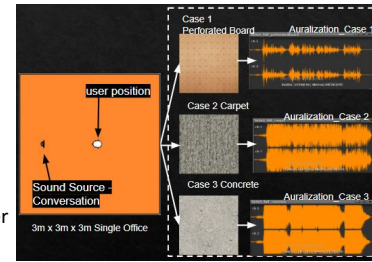 Case 1
Perforated Board
Auralization_Case 1
user position
Case 2 Carpet
Auralization_Case 2
Sound Source -
Conversation
Case 3 Concrete
Auralization_Case 3
er
3m x 3m x 3m Single Office